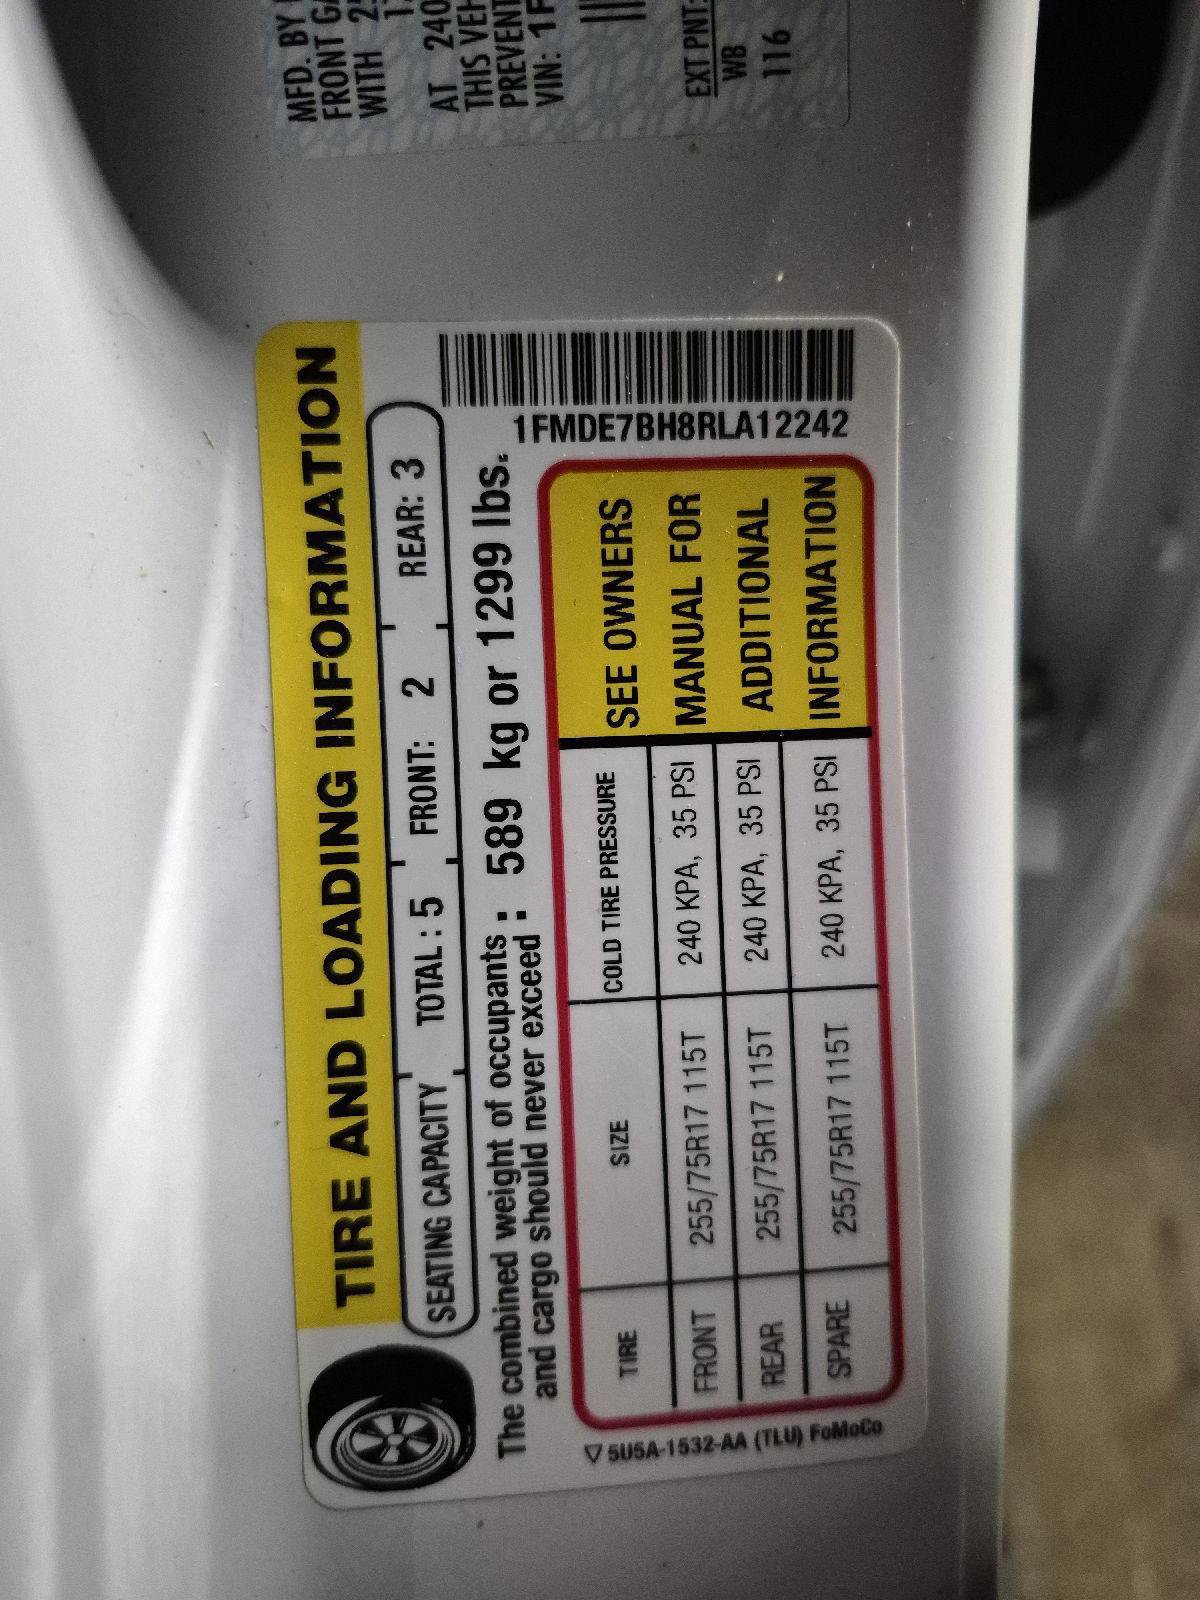 MFD. BY
FRONT GA
WITH
AT 240
THIS VEH
PREVENT
VIN: 1F
EXT PNT:
WB
116
TIRE AND LOADING INFORMATION
SEATING CAPACITY TOTAL : 5 FRONT: 2 REAR: 3
The combined weight of occupants
and cargo should never exceed : 589 kg or 1299 lbs.
1FMDE7BH8RLA12242
TIRE SIZE COLD TIRE PRESSURE
FRONT 255/75R17 115T 240 KPA, 35 PSI
REAR 255/75R17 115T 240 KPA, 35 PSI
SPARE 255/75R17 115T 240 KPA, 35 PSI
SEE OWNERS
MANUAL FOR
ADDITIONAL
INFORMATION
5U5A-1532-AA (TLU) FoMoCo